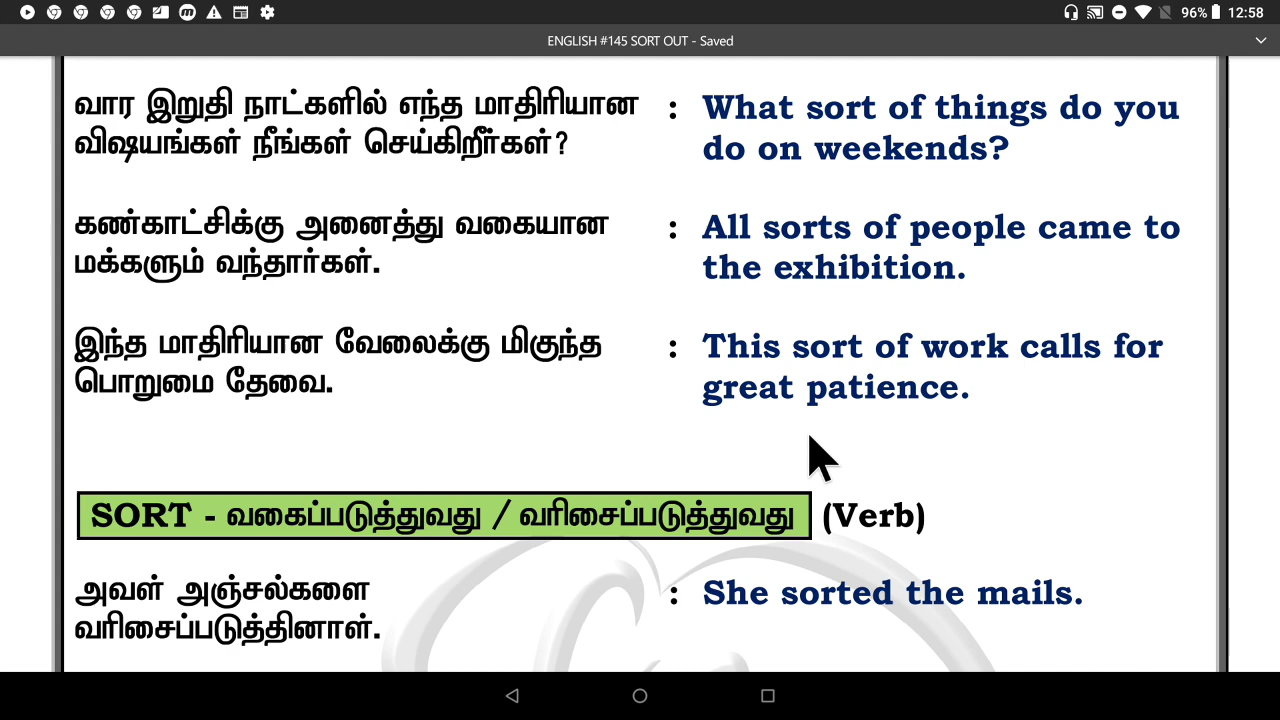 96% 12:58
ENGLISH #145 SORT OUT - Saved
வார இறுதி நாட்களில் எந்த மாதிரியான : What sort of things do you
விஷயங்கள் நீங்கள் செய்கிறீர்கள்? do on weekends?
கண்காட்சிக்கு அனைத்து வகையான : All sorts of people came to
மக்களும் வந்தார்கள். the exhibition.
இந்த மாதிரியான வேலைக்கு மிகுந்த : This sort of work calls for
பொறுமை தேவை. great patience.
SORT - வகைப்படுத்துவது / வரிசைப்படுத்துவது (Verb)
அவள் அஞ்சல்களை : She sorted the mails.
வரிசைப்படுத்தினாள்.